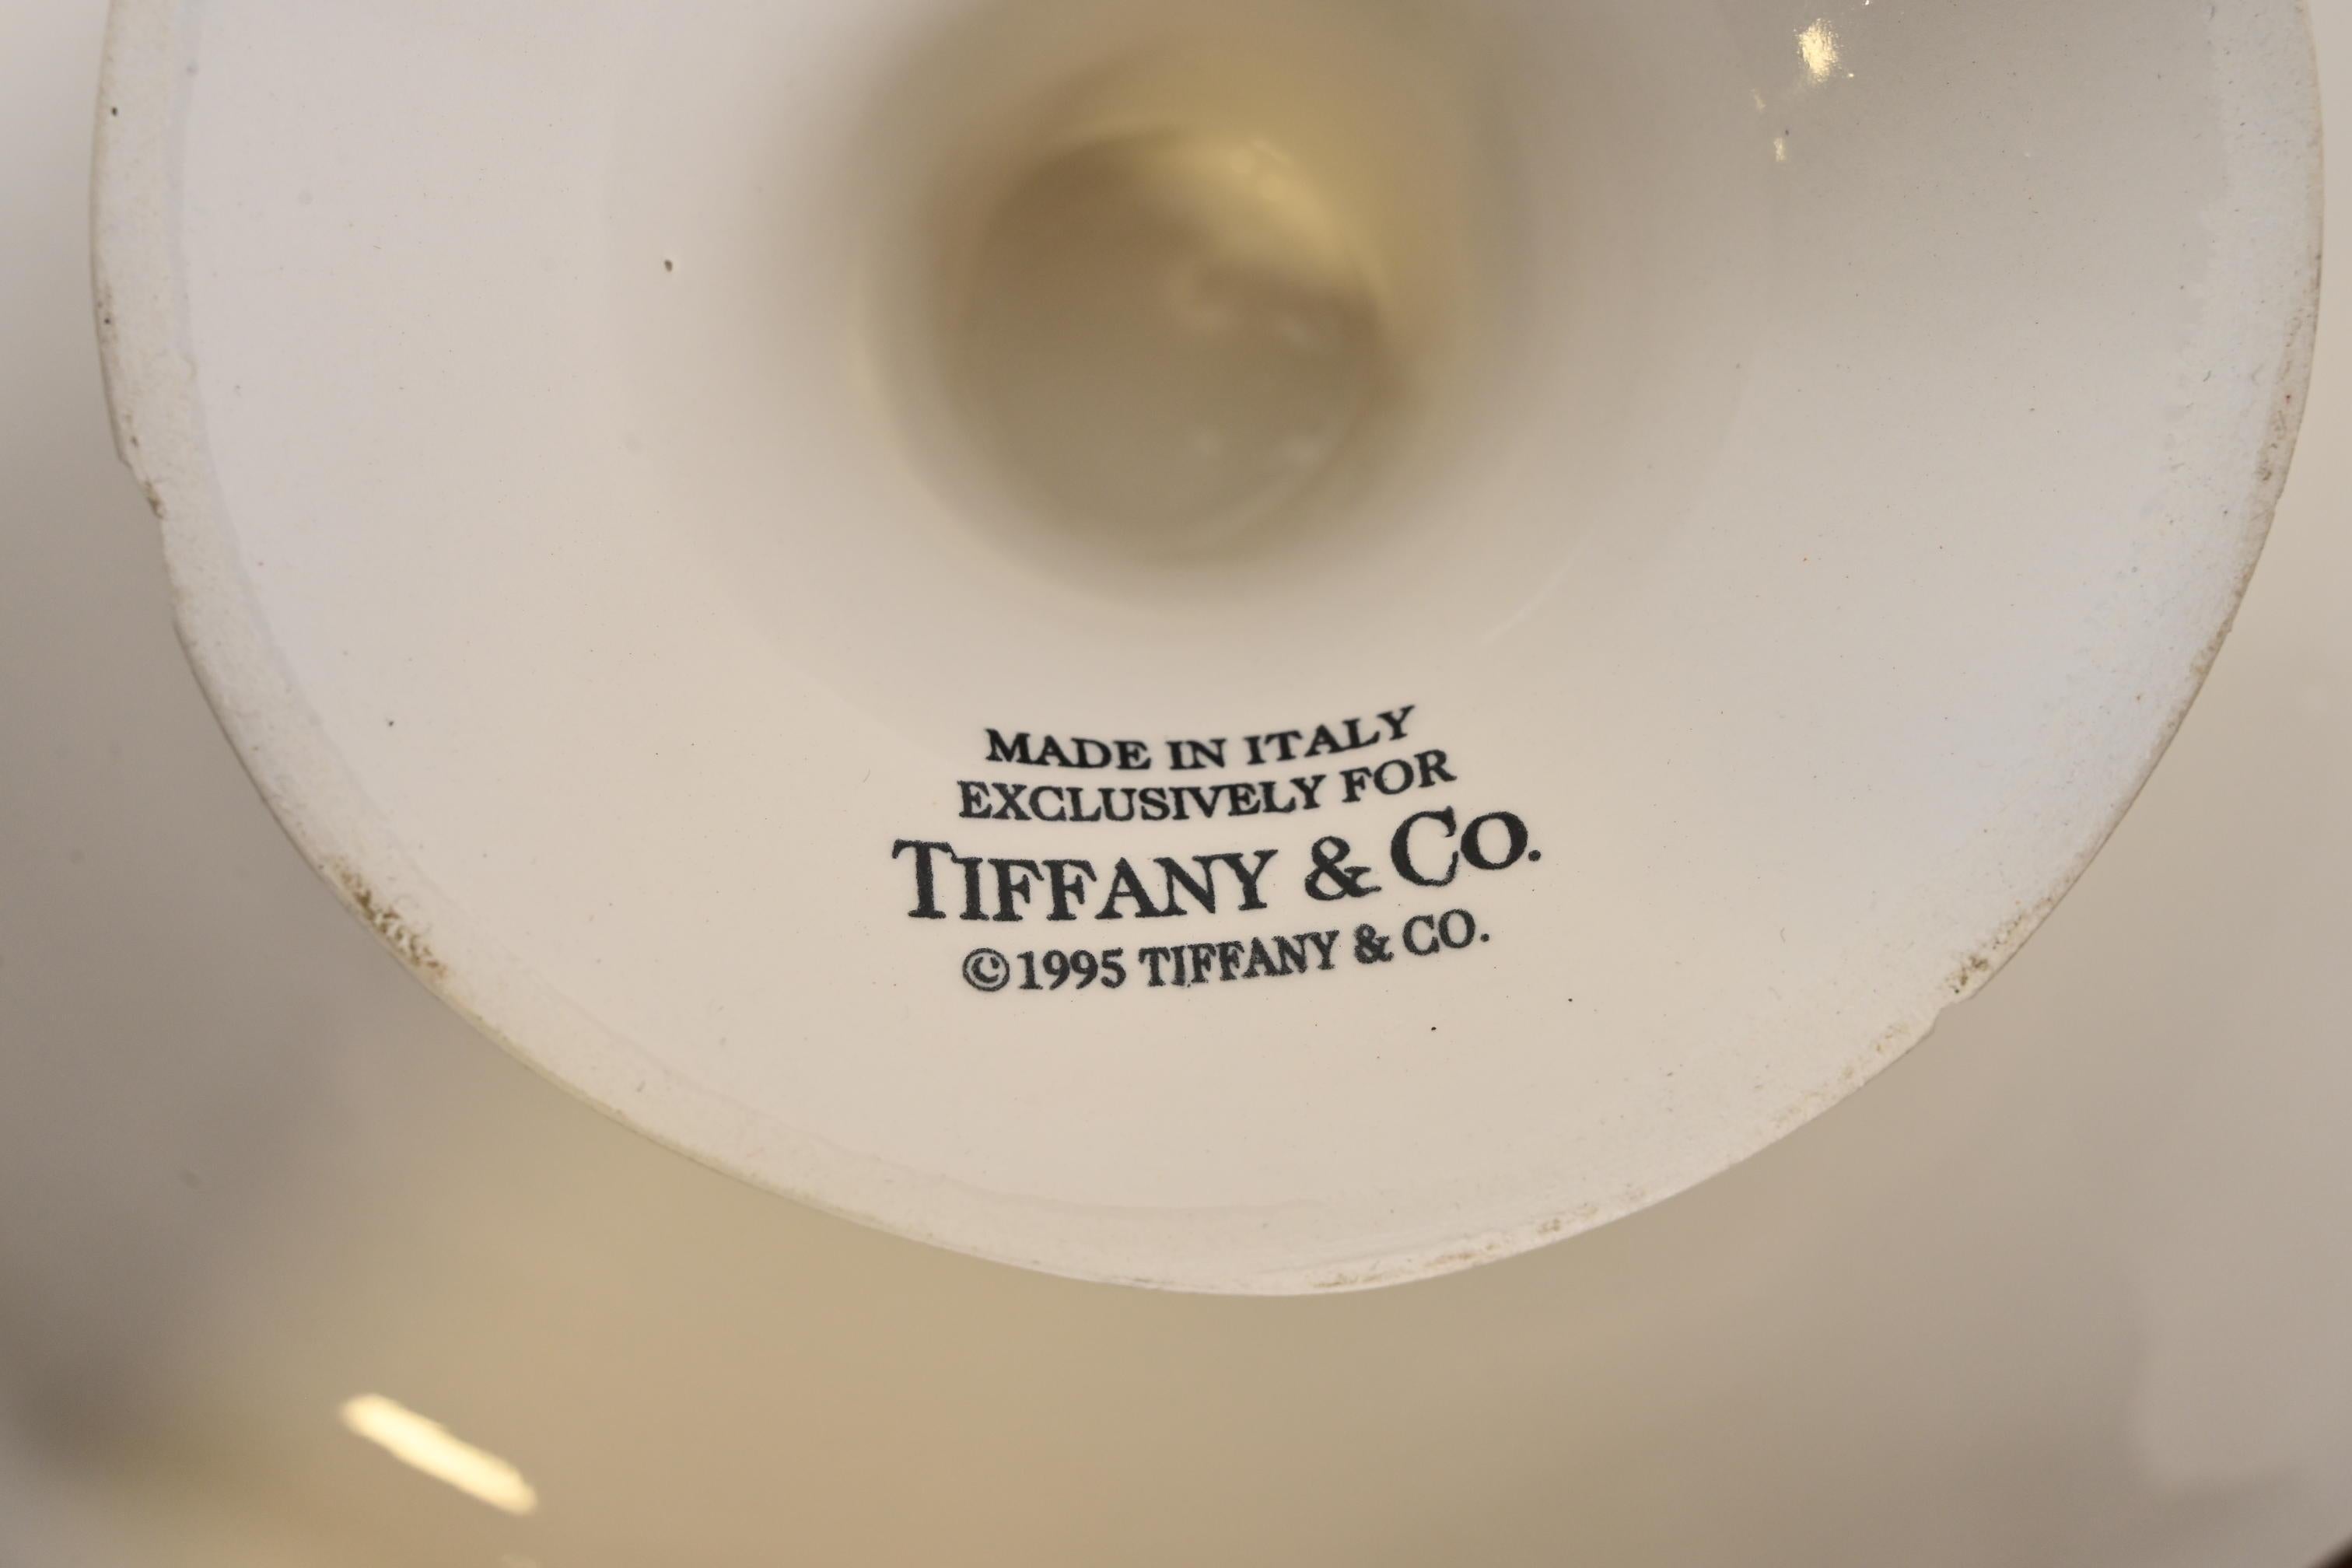 MADE IN ITALY
EXCLUSIVELY FOR
TIFFANY & CO.
©1995 TIFFANY & CO.